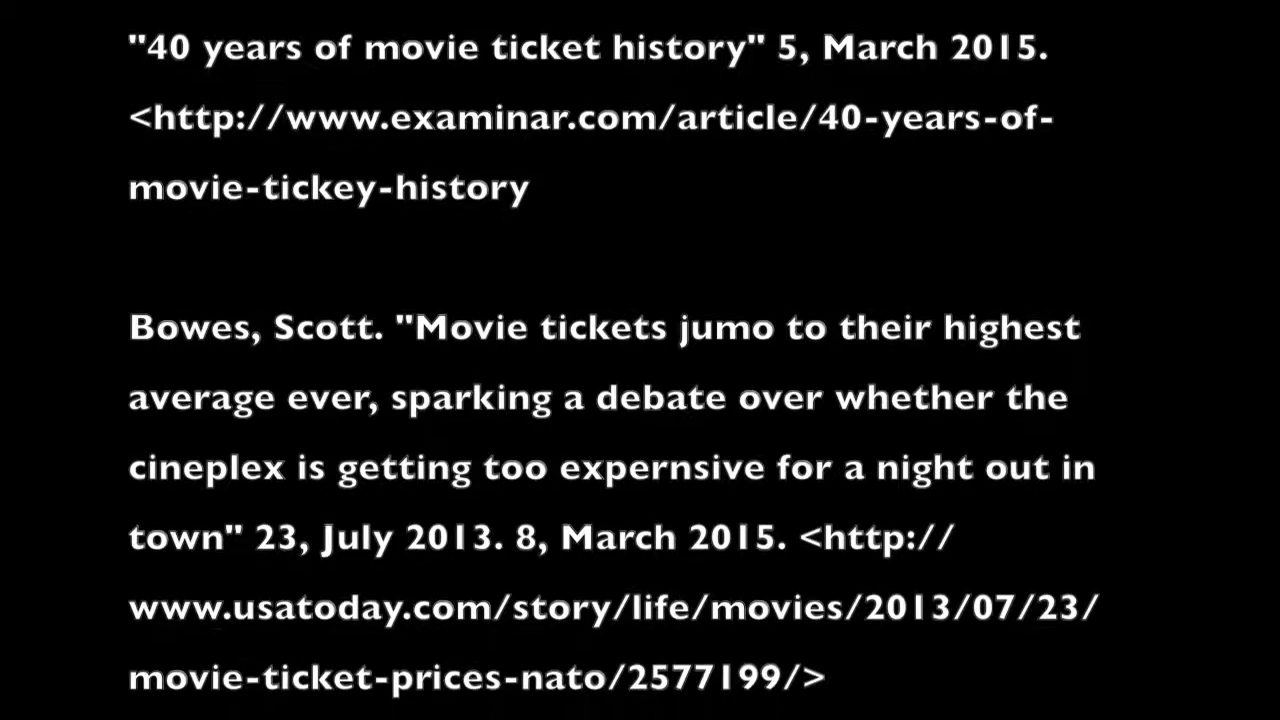 "40 years of movie ticket history" 5, March 2015.
<http://www.examinar.com/article/40-years-of-
movie-tickey-history
Bowes, Scott. "Movie tickets jumo to their highest
average ever, sparking a debate over whether the
cineplex is getting too expernsive for a night out in
town" 23, July 2013. 8, March 2015. <http://
www.usatoday.com/story/life/movies/2013/07/23/
movie-ticket-prices-nato/2577199/>